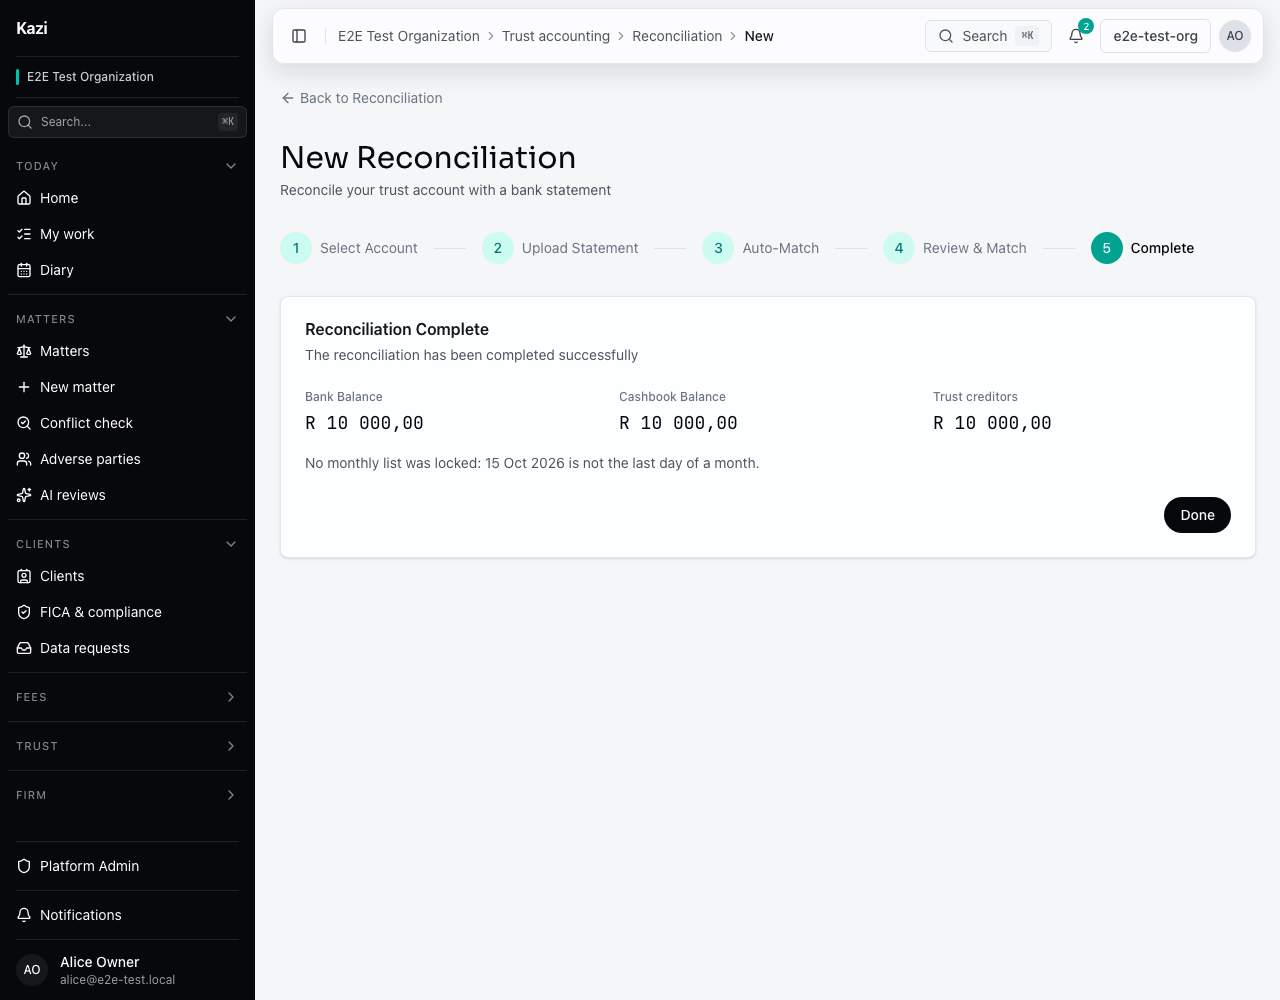 Kazi
E2E Test Organization
Search...
⌘K
TODAY
Home
My work
Diary
MATTERS
Matters
New matter
Conflict check
Adverse parties
AI reviews
CLIENTS
Clients
FICA & compliance
Data requests
FEES
TRUST
FIRM
Platform Admin
Notifications
AO
Alice Owner
alice@e2e-test.local
E2E Test Organization > Trust accounting > Reconciliation > New
Search ⌘K
2
e2e-test-org
AO
Back to Reconciliation
New Reconciliation
Reconcile your trust account with a bank statement
1 Select Account
2 Upload Statement
3 Auto-Match
4 Review & Match
5 Complete
Reconciliation Complete
The reconciliation has been completed successfully
Bank Balance
R 10 000,00
Cashbook Balance
R 10 000,00
Trust creditors
R 10 000,00
No monthly list was locked: 15 Oct 2026 is not the last day of a month.
Done